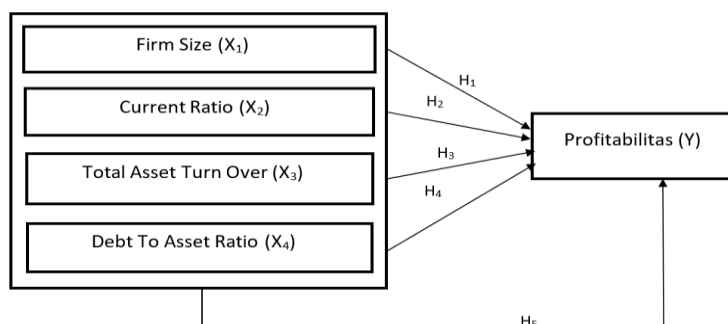 Firm Size (X₁)
H₁
Current Ratio (X₂)
H₂
Profitabilitas (Y)
Total Asset Turn Over (X₃)
H₃
H₄
Debt To Asset Ratio (X₄)
H₅